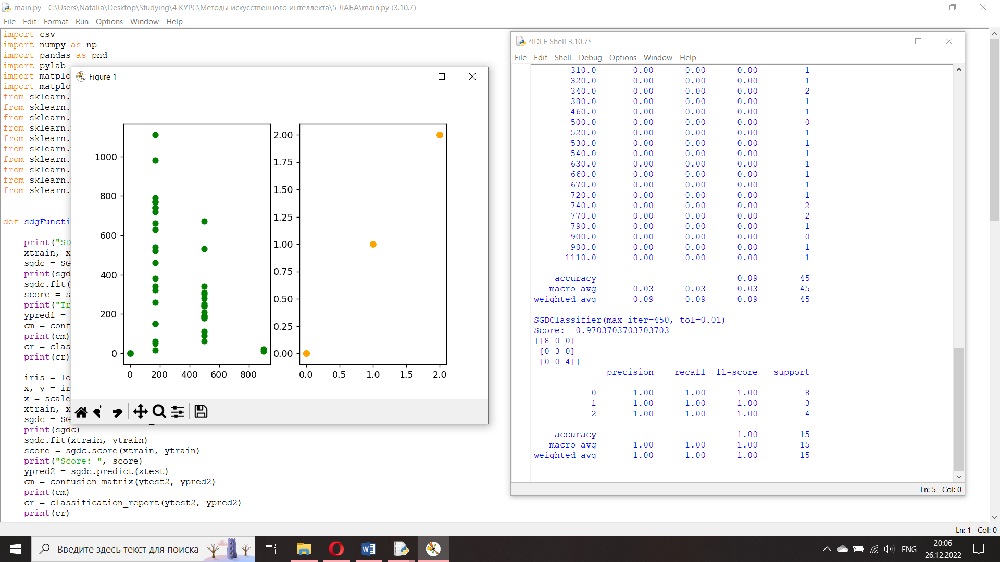 main.py - C:\Users\Natalia\Desktop\Studying\4 КУРС\Методы искусственного интеллекта\5 ЛАБА\main.py (3.10.7)
File Edit Format Run Options Window Help
import csv
import numpy as np
import pandas as pnd
import pylab
import matplo
import matplo
from sklearn.
from sklearn.
from sklearn.
from sklearn.
from sklearn.
from sklearn.
from sklearn.
from sklearn.
from sklearn.
from sklearn.
def sdgFuncti
print("SD
xtrain, x
sgdc = SG
print(sgd
sgdc.fit(
score = s
print("Tr
ypred1 =
cm = conf
print(cm)
cr = clas
print(cr)
iris = lo
x, y = ir
x = scale
xtrain, x
sgdc = SG
print(sgdc)
sgdc.fit(xtrain, ytrain)
score = sgdc.score(xtrain, ytrain)
print("Score: ", score)
ypred2 = sgdc.predict(xtest)
cm = confusion_matrix(ytest2, ypred2)
print(cm)
cr = classification_report(ytest2, ypred2)
print(cr)
Ln: 1 Col: 0
Figure 1
1000
800
600
400
200
0
0 200 400 600 800
2.00
1.75
1.50
1.25
1.00
0.75
0.50
0.25
0.00
0.0 0.5 1.0 1.5 2.0
*IDLE Shell 3.10.7*
File Edit Shell Debug Options Window Help
310.0 0.00 0.00 0.00 1
320.0 0.00 0.00 0.00 1
340.0 0.00 0.00 0.00 2
380.0 0.00 0.00 0.00 1
460.0 0.00 0.00 0.00 1
500.0 0.00 0.00 0.00 0
520.0 0.00 0.00 0.00 1
530.0 0.00 0.00 0.00 1
540.0 0.00 0.00 0.00 1
630.0 0.00 0.00 0.00 1
660.0 0.00 0.00 0.00 1
670.0 0.00 0.00 0.00 1
720.0 0.00 0.00 0.00 1
740.0 0.00 0.00 0.00 2
770.0 0.00 0.00 0.00 2
790.0 0.00 0.00 0.00 1
900.0 0.00 0.00 0.00 0
980.0 0.00 0.00 0.00 1
1110.0 0.00 0.00 0.00 1
accuracy 0.09 45
macro avg 0.03 0.03 0.03 45
weighted avg 0.09 0.09 0.09 45
SGDClassifier(max_iter=450, tol=0.01)
Score: 0.9703703703703703
[[8 0 0]
[0 3 0]
[0 0 4]]
precision recall f1-score support
0 1.00 1.00 1.00 8
1 1.00 1.00 1.00 3
2 1.00 1.00 1.00 4
accuracy 1.00 15
macro avg 1.00 1.00 1.00 15
weighted avg 1.00 1.00 1.00 15
Ln: 5 Col: 0
Введите здесь текст для поиска
ENG
20:06
26.12.2022